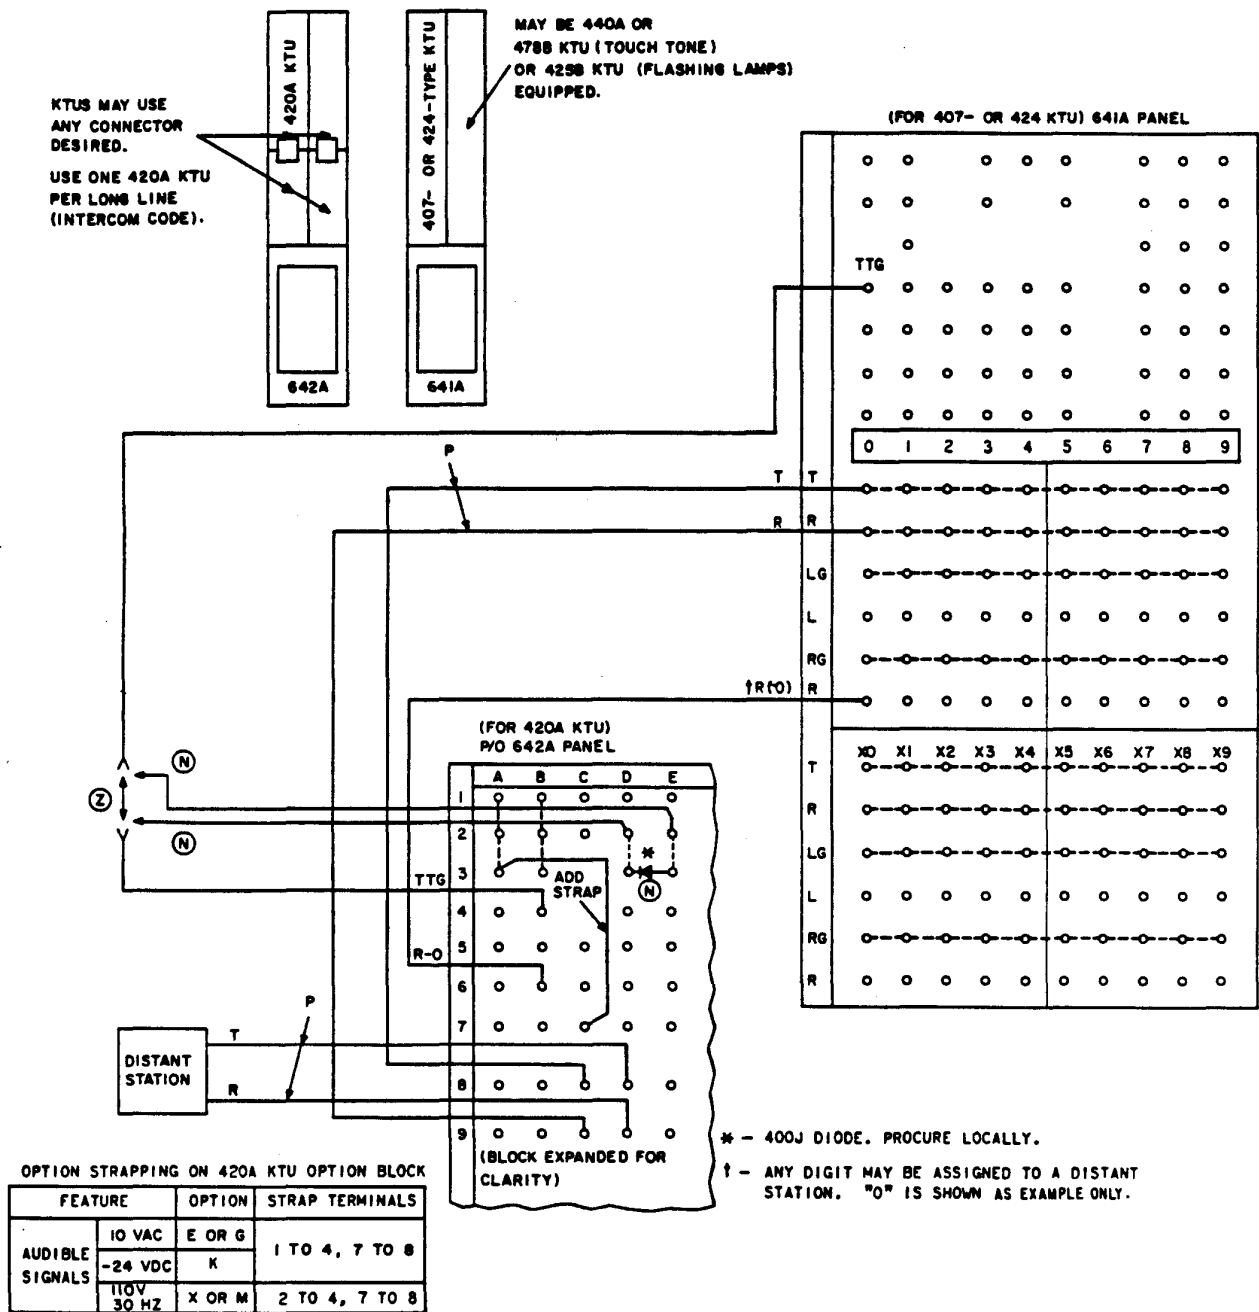 420A KTU
407- OR 424-TYPE KTU
MAY BE 440A OR
478B KTU (TOUCH TONE)
OR 425B KTU (FLASHING LAMPS)
EQUIPPED.
KTUS MAY USE
ANY CONNECTOR
DESIRED.
USE ONE 420A KTU
PER LONG LINE
(INTERCOM CODE).
642A
641A
(FOR 407- OR 424 KTU) 641A PANEL
TTG
0 1 2 3 4 5 6 7 8 9
P
T T
R R
LG
L
RG
†R(-0) R
X0 X1 X2 X3 X4 X5 X6 X7 X8 X9
T
R
LG
L
RG
R
(FOR 420A KTU)
P/O 642A PANEL
A B C D E
1
2
3
4
5
6
7
8
9
N
Z
N
*
N
ADD
STRAP
TTG
R-0
P
T
R
DISTANT
STATION
(BLOCK EXPANDED FOR
CLARITY)
* - 400J DIODE. PROCURE LOCALLY.
† - ANY DIGIT MAY BE ASSIGNED TO A DISTANT
STATION. "0" IS SHOWN AS EXAMPLE ONLY.
OPTION STRAPPING ON 420A KTU OPTION BLOCK
FEATURE OPTION STRAP TERMINALS
AUDIBLE
SIGNALS
10 VAC E OR G 1 TO 4, 7 TO 8
-24 VDC K
110V
30 HZ X OR M 2 TO 4, 7 TO 8